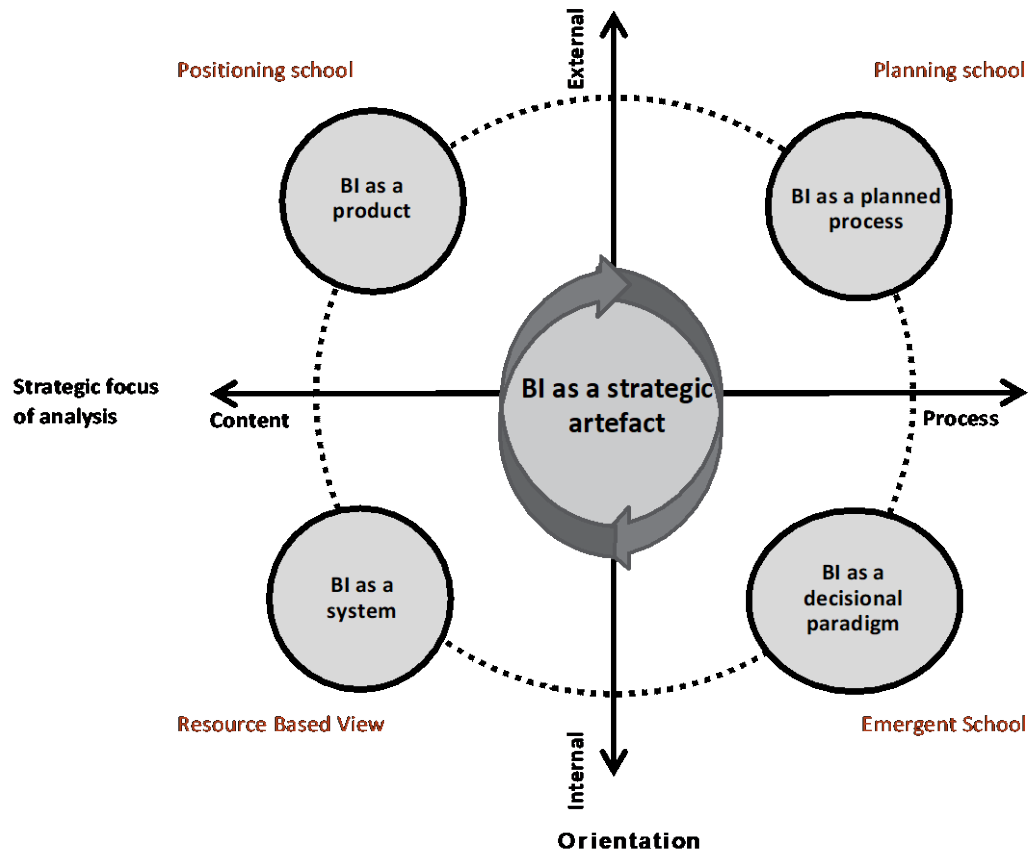 Positioning school
External
Planning school
BI as a
product
BI as a planned
process
Strategic focus
of analysis
Content
BI as a strategic
artefact
Process
BI as a
system
BI as a
decisional
paradigm
Resource Based View
Internal
Emergent School
Orientation